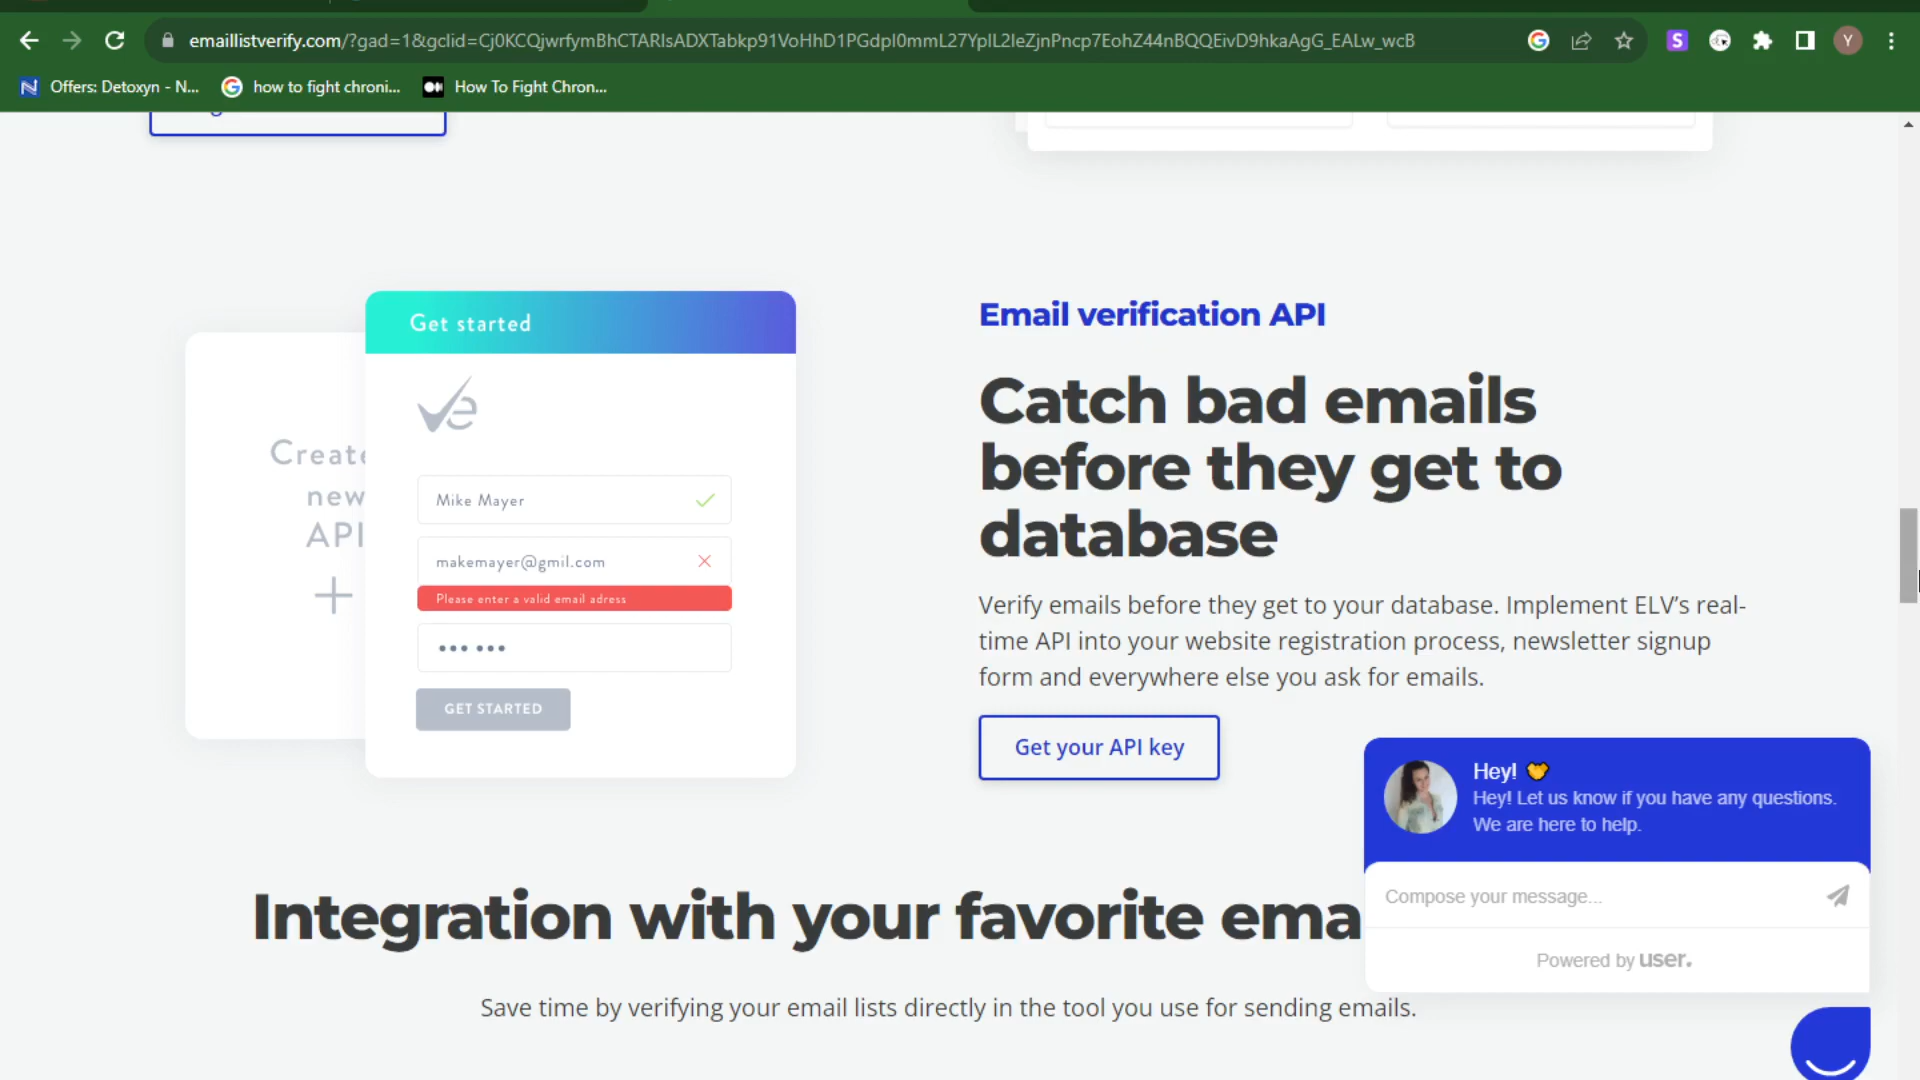 emaillistverify.com/?gad=1&gclid=Cj0KCQjwrfymBhCTARIsADXTabkp91VoHhD1PGdpI0mmL27YpIL2leZjnPncp7EohZ44nBQQEivD9hkaAgG_EALw_wcB
S
Y
Offers: Detoxyn - N...
how to fight chroni...
How To Fight Chron...
Get started
Create
new
API
Mike Mayer
makemayer@gmil.com
Please enter a valid email adress
GET STARTED
Email verification API
Catch bad emails
before they get to
database
Verify emails before they get to your database. Implement ELV’s real-
time API into your website registration process, newsletter signup
form and everywhere else you ask for emails.
Get your API key
Hey!
Hey! Let us know if you have any questions.
We are here to help.
Compose your message...
Powered by user.
Integration with your favorite ema
Save time by verifying your email lists directly in the tool you use for sending emails.